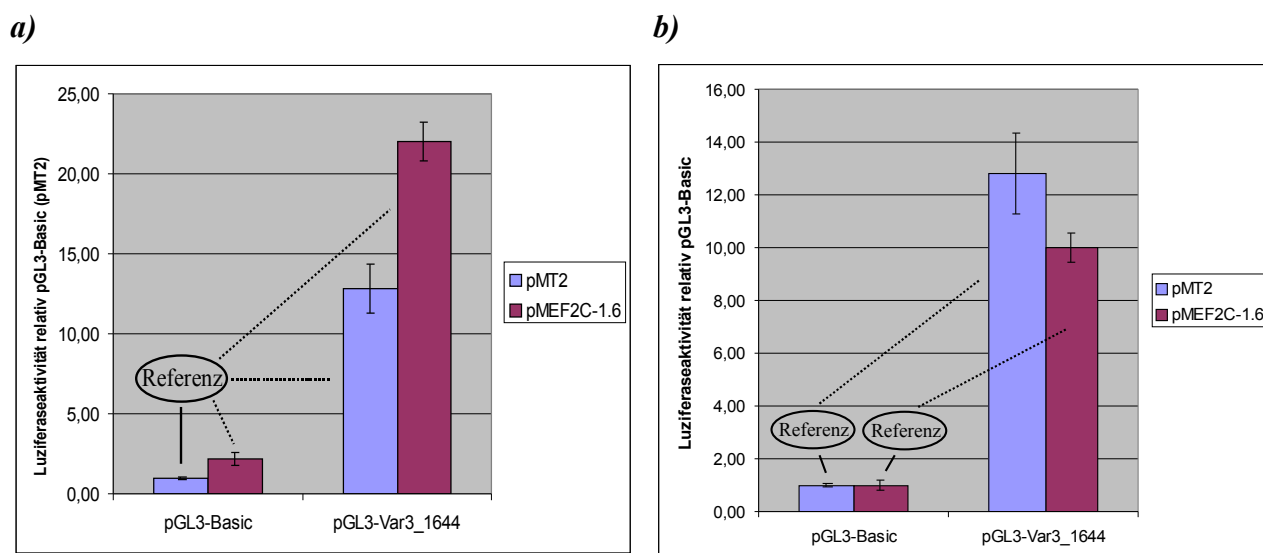 a)
Luziferaseaktivität relativ pGL3-Basic (pMT2)
25,00
20,00
15,00
10,00
5,00
0,00
Referenz
pGL3-Basic
pGL3-Var3_1644
pMT2
pMEF2C-1.6
b)
Luziferaseaktivität relativ pGL3-Basic
16,00
14,00
12,00
10,00
8,00
6,00
4,00
2,00
0,00
Referenz
Referenz
pGL3-Basic
pGL3-Var3_1644
pMT2
pMEF2C-1.6